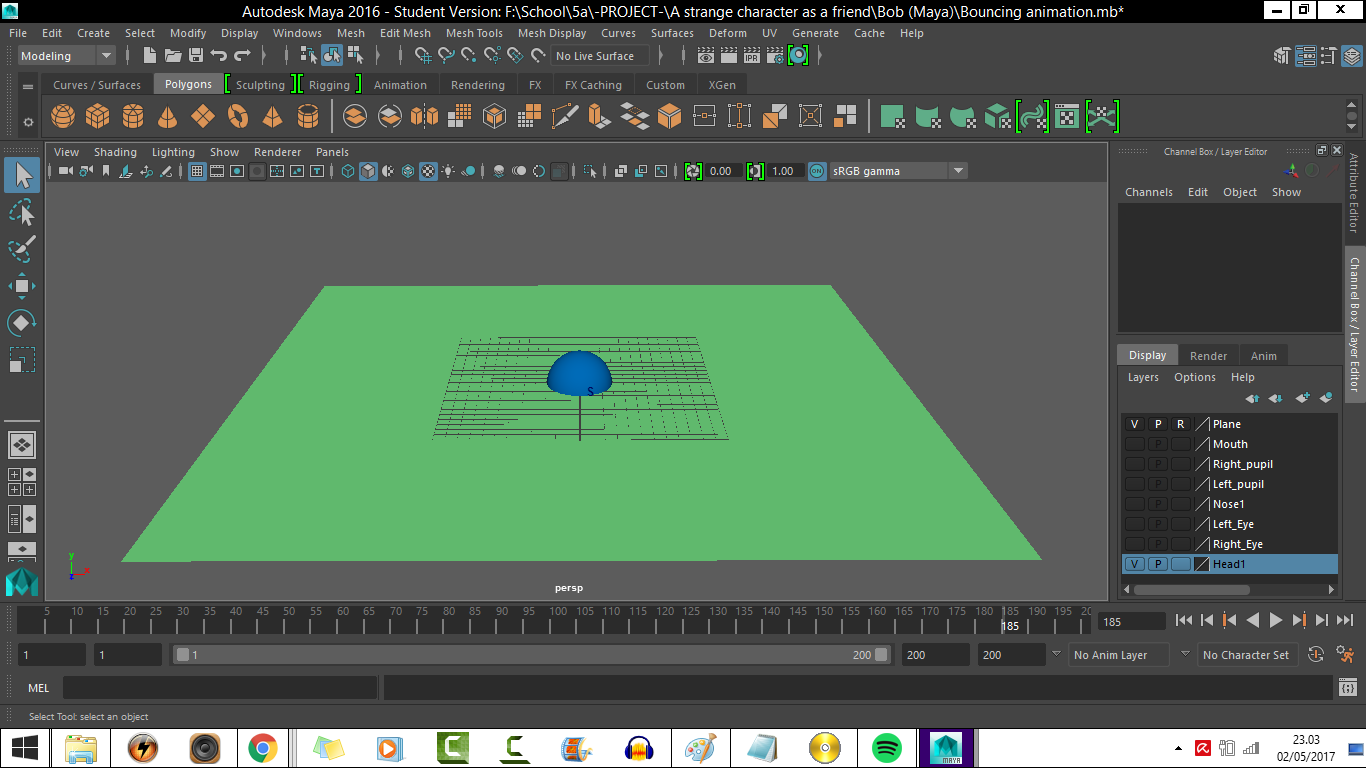 Autodesk Maya 2016 - Student Version: F:\School\5a\-PROJECT-\A strange character as a friend\Bob (Maya)\Bouncing animation.mb*
File Edit Create Select Modify Display Windows Mesh Edit Mesh Mesh Tools Mesh Display Curves Surfaces Deform UV Generate Cache Help
Modeling No Live Surface IPR
Curves / Surfaces Polygons Sculpting Rigging Animation Rendering FX FX Caching Custom XGen
View Shading Lighting Show Renderer Panels
0.00 1.00 ON sRGB gamma
Channel Box / Layer Editor
Channels Edit Object Show
Attribute Editor
Channel Box / Layer Editor
Display Render Anim
Layers Options Help
V P R Plane
P Mouth
P Right_pupil
P Left_pupil
P Nose1
P Left_Eye
P Right_Eye
V P Head1
S
y
x
z
persp
5 10 15 20 25 30 35 40 45 50 55 60 65 70 75 80 85 90 95 100 105 110 115 120 125 130 135 140 145 150 155 160 165 170 175 180 185 190 195 20
185
185
1 1 1 200 200 200 No Anim Layer No Character Set
MEL
Select Tool: select an object
MAYA
23.03
02/05/2017